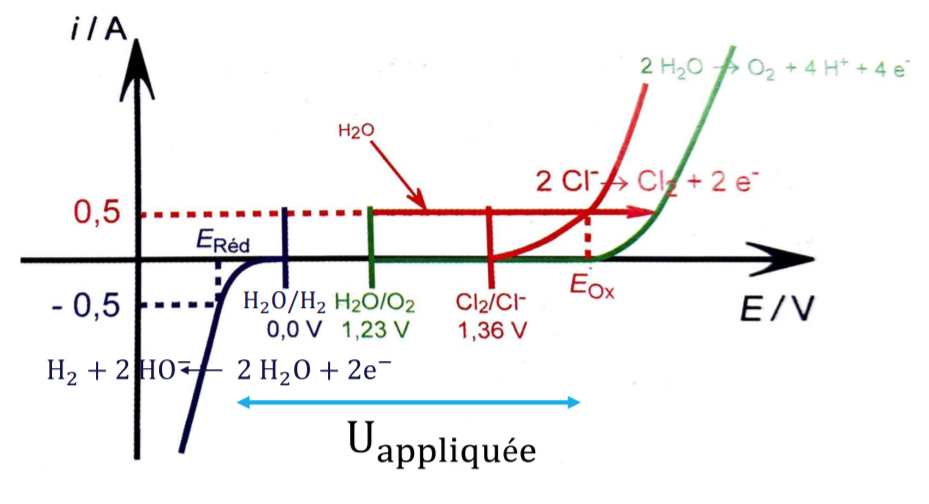 i / A
2 H₂O → O₂ + 4 H⁺ + 4 e⁻
H₂O
2 Cl⁻ → Cl₂ + 2 e⁻
0,5
E_Réd
E_Ox
- 0,5
H₂O/H₂ H₂O/O₂ Cl₂/Cl⁻
0,0 V 1,23 V 1,36 V
E / V
H₂ + 2 HO⁻ ← 2 H₂O + 2e⁻
U_appliquée